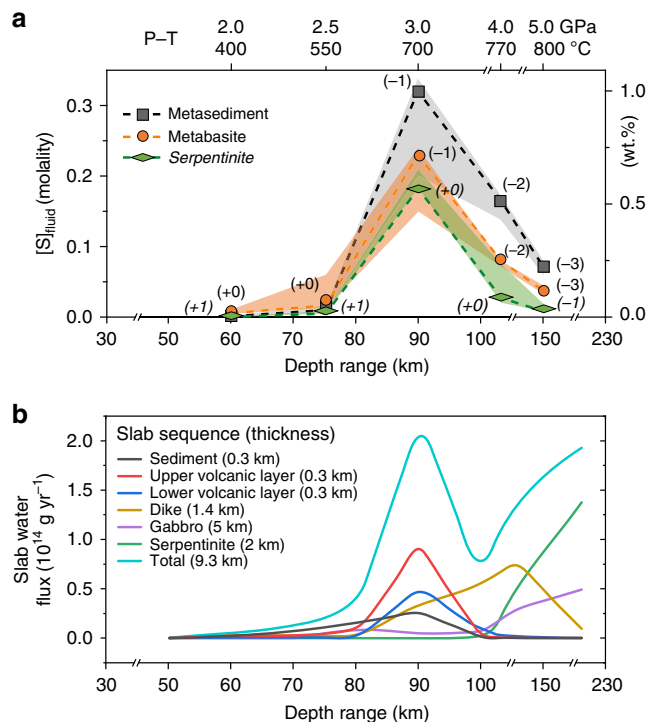 a
P–T
2.0 2.5 3.0 4.0 5.0 GPa
400 550 700 770 800 °C
[S]fluid (molality)
0.3
0.2
0.1
0.0
(wt.%)
1.0
0.5
0.0
Metasediment
Metabasite
Serpentinite
(–1)
(–1)
(+0)
(–2)
(–2)
(+0) (+0)
(–3)
(–3)
(+1) (+1) (+0) (–1)
30 60 70 80 90 100 150 230
Depth range (km)
b
Slab water
flux (10¹⁴ g yr⁻¹)
2.0
1.5
1.0
0.5
0.0
Slab sequence (thickness)
Sediment (0.3 km)
Upper volcanic layer (0.3 km)
Lower volcanic layer (0.3 km)
Dike (1.4 km)
Gabbro (5 km)
Serpentinite (2 km)
Total (9.3 km)
30 60 70 80 90 100 150 230
Depth range (km)